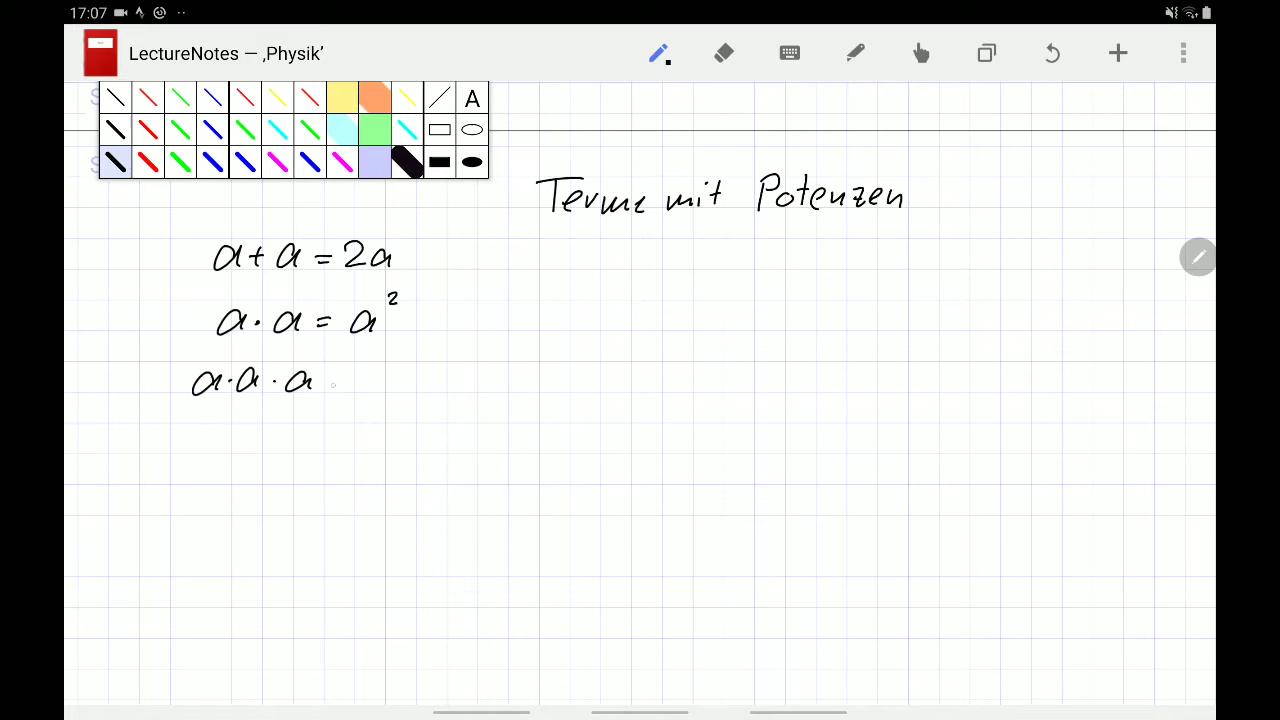 17:07
LectureNotes — ‚Physik'
A
Terme mit Potenzen
a + a = 2a
a · a = a²
a · a · a